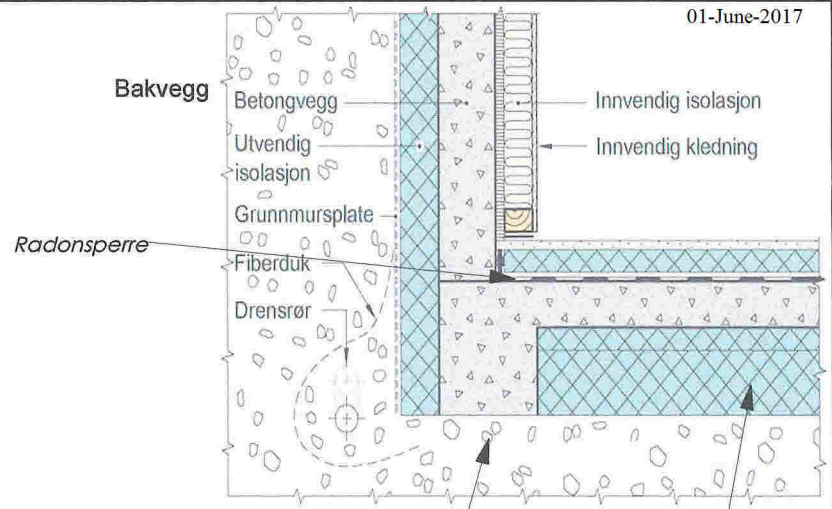 01-June-2017
Bakvegg
Betongvegg
Innvendig isolasjon
Utvendig
isolasjon
Innvendig kledning
Grunnmursplate
Radonsperre
Fiberduk
Drensrør